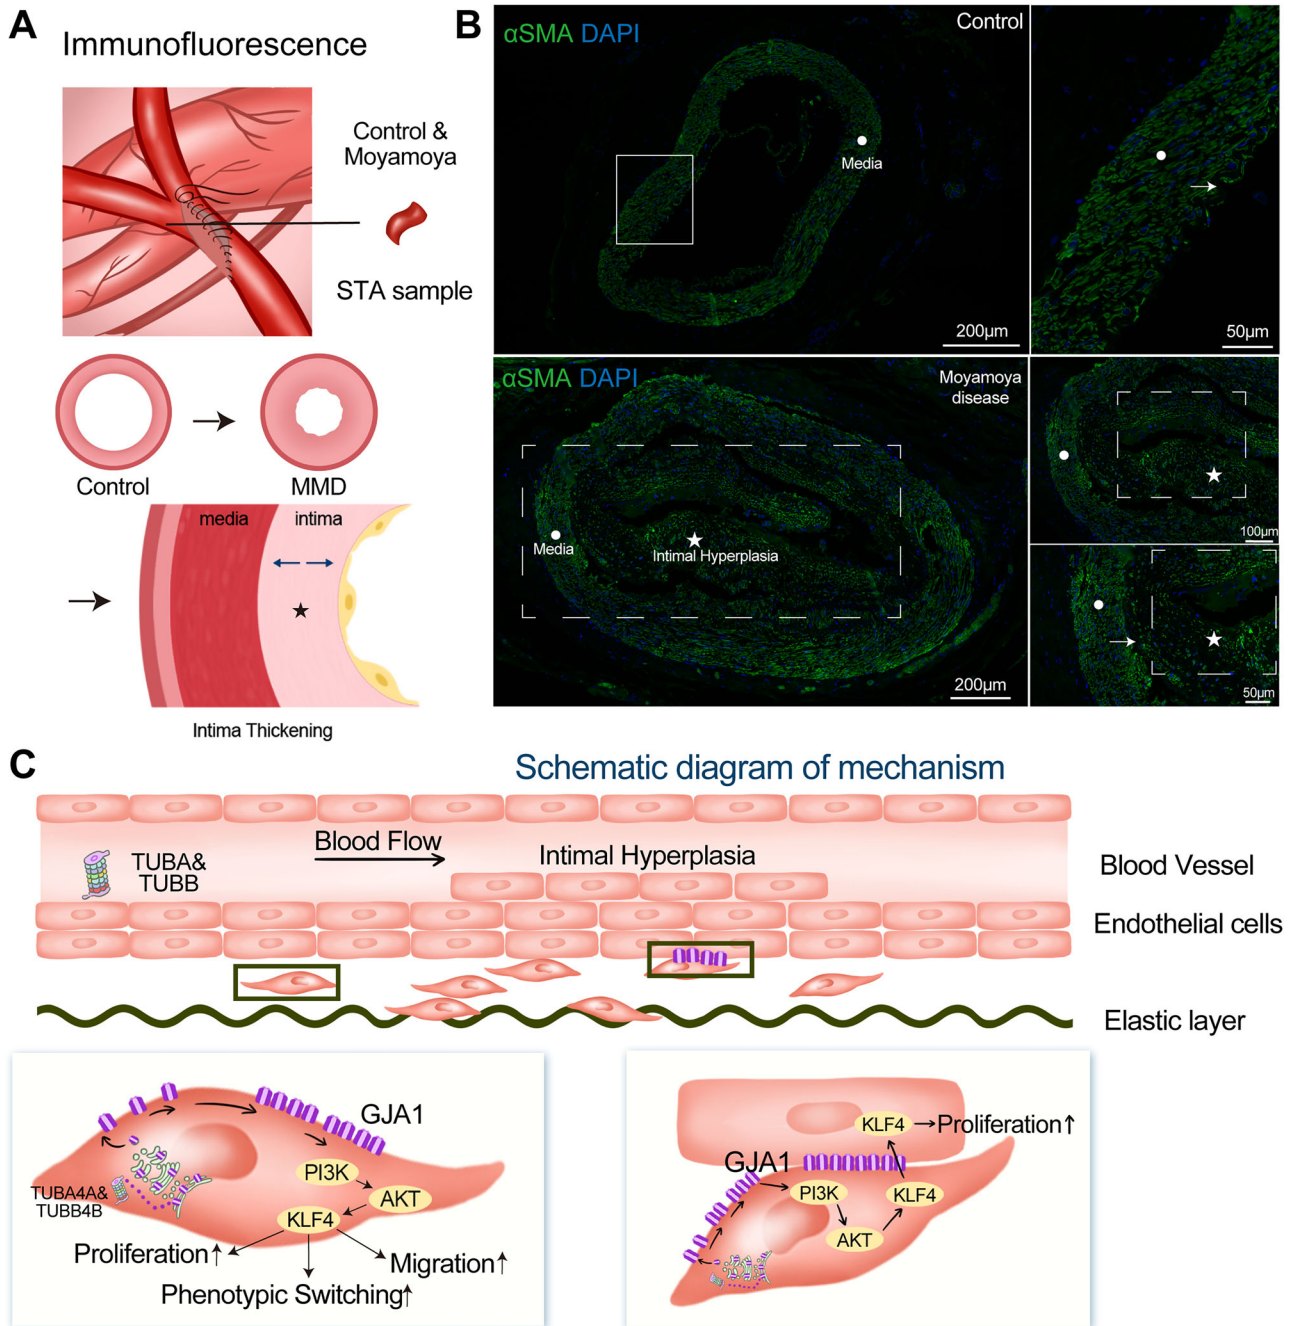 A
Immunofluorescence
Control &
Moyamoya
STA sample
Control
MMD
media
intima
Intima Thickening
B
αSMA DAPI
Control
Media
200μm
50μm
αSMA DAPI
Moyamoya
disease
Media
Intimal Hyperplasia
200μm
100μm
50μm
C
Schematic diagram of mechanism
Blood Flow
TUBA&
TUBB
Intimal Hyperplasia
Blood Vessel
Endothelial cells
Elastic layer
GJA1
PI3K
AKT
KLF4
TUBA4A&
TUBB4B
Proliferation↑
Migration↑
Phenotypic Switching↑
KLF4
Proliferation↑
GJA1
PI3K
KLF4
AKT